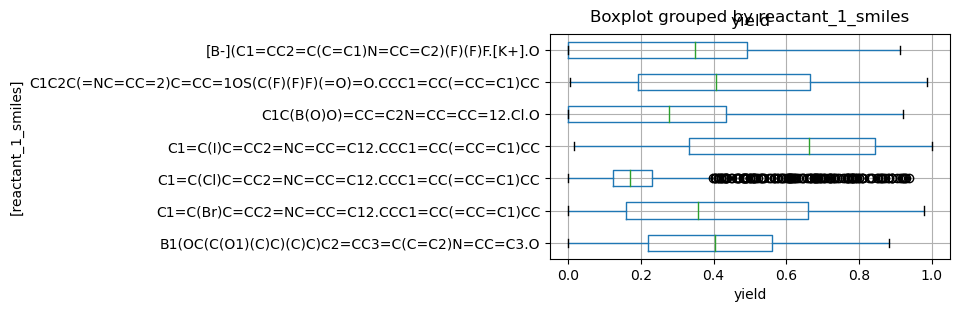 Boxplot grouped by reactant_1_smiles
yield
[reactant_1_smiles]
[B-](C1=CC2=C(C=C1)N=CC=C2)(F)(F)F.[K+].O
C1C2C(=NC=CC=2)C=CC=1OS(C(F)(F)F)(=O)=O.CCC1=CC(=CC=C1)CC
C1C(B(O)O)=CC=C2N=CC=CC=12.Cl.O
C1=C(I)C=CC2=NC=CC=C12.CCC1=CC(=CC=C1)CC
C1=C(Cl)C=CC2=NC=CC=C12.CCC1=CC(=CC=C1)CC
C1=C(Br)C=CC2=NC=CC=C12.CCC1=CC(=CC=C1)CC
B1(OC(C(O1)(C)C)(C)C)C2=CC3=C(C=C2)N=CC=C3.O
0.0 0.2 0.4 0.6 0.8 1.0
yield